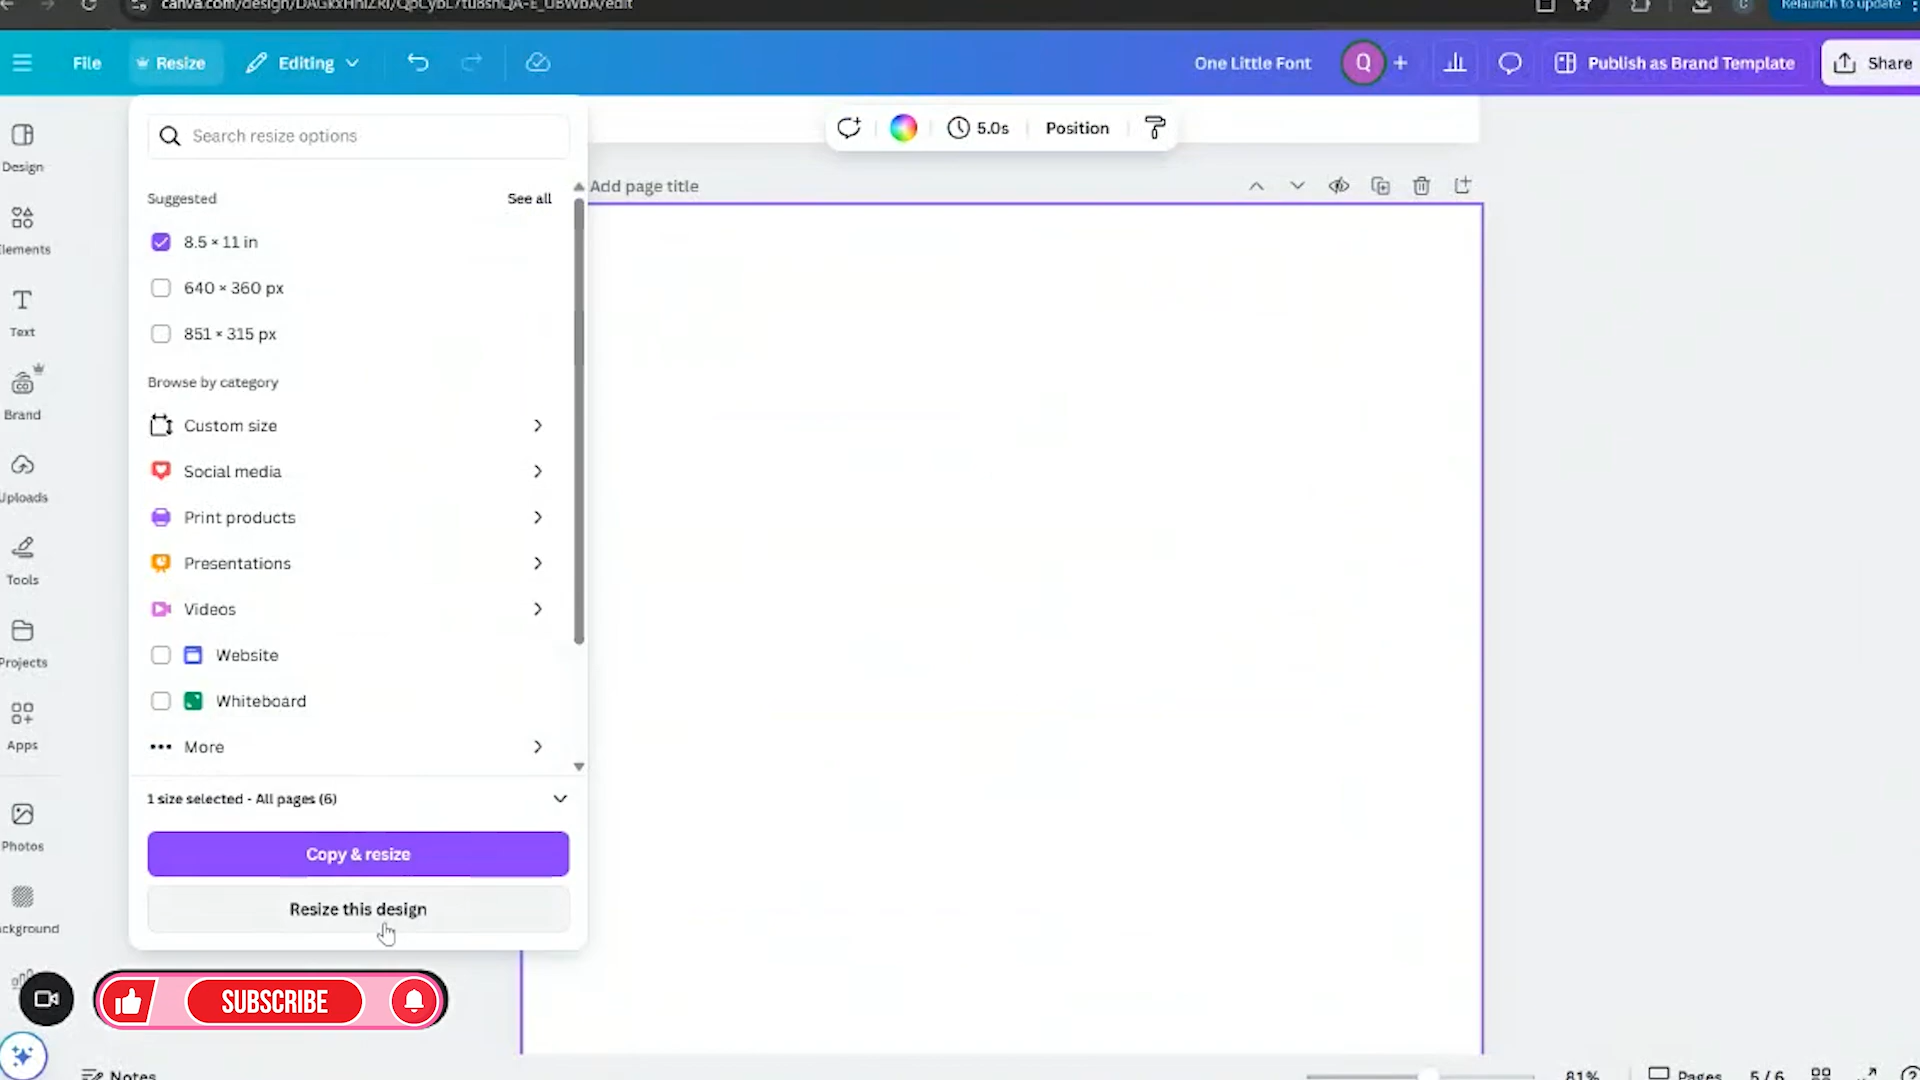 File
Resize
Editing
One Little Font
Q
Publish as Brand Template
Share
Search resize options
5.0s
Position
Design
Suggested
See all
Add page title
8.5 × 11 in
Elements
640 × 360 px
Text
851 × 315 px
Browse by category
Brand
Custom size
Social media
Uploads
Print products
Presentations
Tools
Videos
Website
Projects
Whiteboard
Apps
More
1 size selected - All pages (6)
Photos
Copy & resize
Resize this design
ckground
SUBSCRIBE
Notes
81%
Pages
5/6